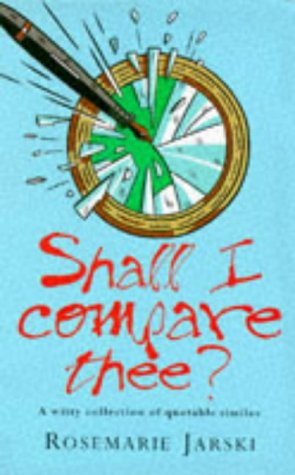 Shall I
compare
thee?
A witty collection of quotable similes
ROSEMARIE JARSKI